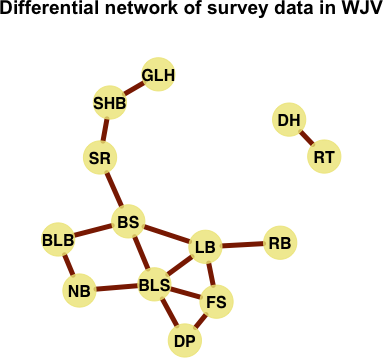 Differential network of survey data in WJV
GLH
SHB
DH
SR
RT
BS
BLB
LB
RB
BLS
NB
FS
DP